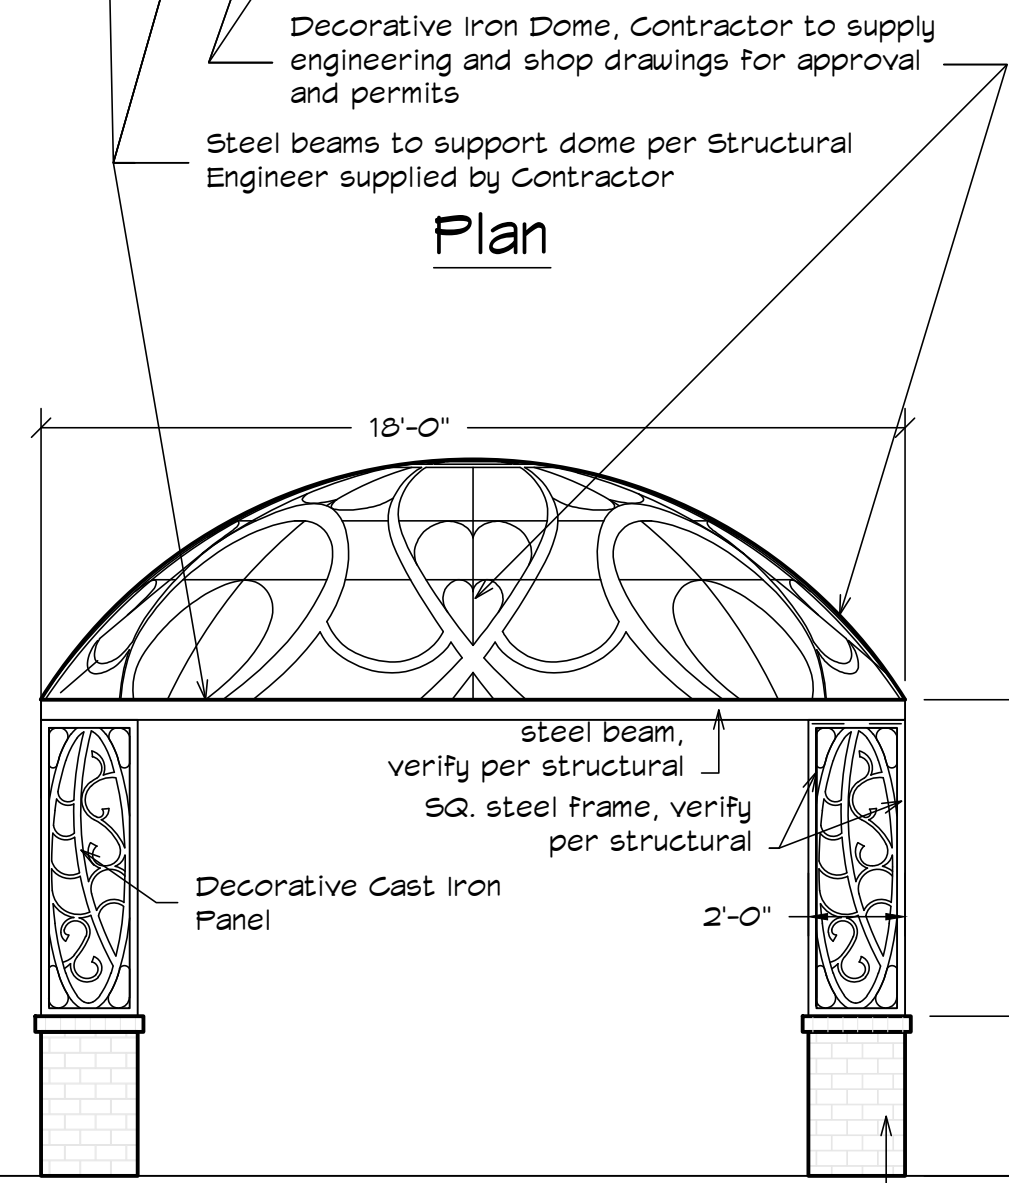 Decorative Iron Dome, Contractor to supply
engineering and shop drawings for approval
and permits
Steel beams to support dome per Structural
Engineer supplied by Contractor
Plan
18'-0"
steel beam,
verify per structural
SQ. steel frame, verify
per structural
Decorative Cast Iron
Panel
2'-0"